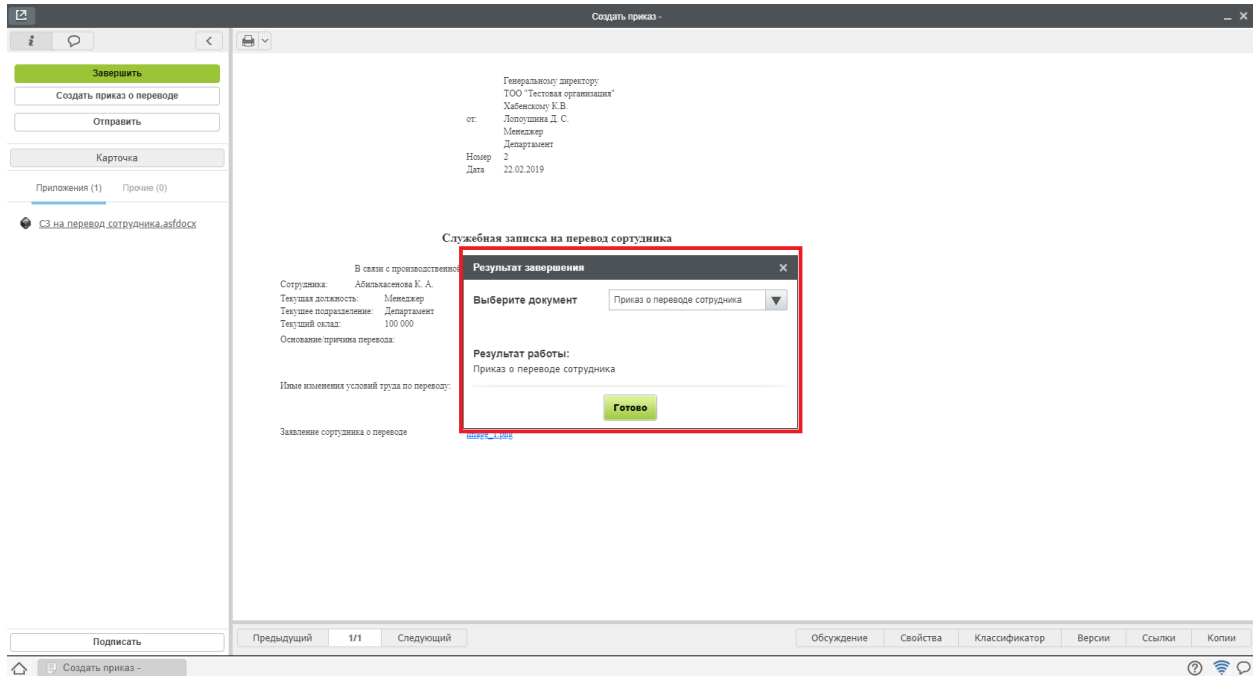 Создать приказ -
Завершить
Создать приказ о переводе
Отправить
Карточка
Приложения (1) Прочие (0)
СЗ на перевод сотрудника.asfdocx
Подписать
Генеральному директору
ТОО "Тестовая организация"
Хабенскому К.В.
от: Лопоушина Д. С.
Менеджер
Департамент
Номер 2
Дата 22.02.2019
Служебная записка на перевод сортудника
В связи с производственной
Сотрудника: Абильхасенова К. А.
Текущая должность: Менеджер
Текущее подразделение: Департамент
Текущий оклад: 100 000
Основание/причина перевода:
Иные изменения условий труда по переводу:
Заявление сортудника о переводе image_1.png
Результат завершения
Выберите документ Приказ о переводе сотрудника
Результат работы:
Приказ о переводе сотрудника
Готово
Предыдущий 1/1 Следующий Обсуждение Свойства Классификатор Версии Ссылки Копии
Создать приказ -